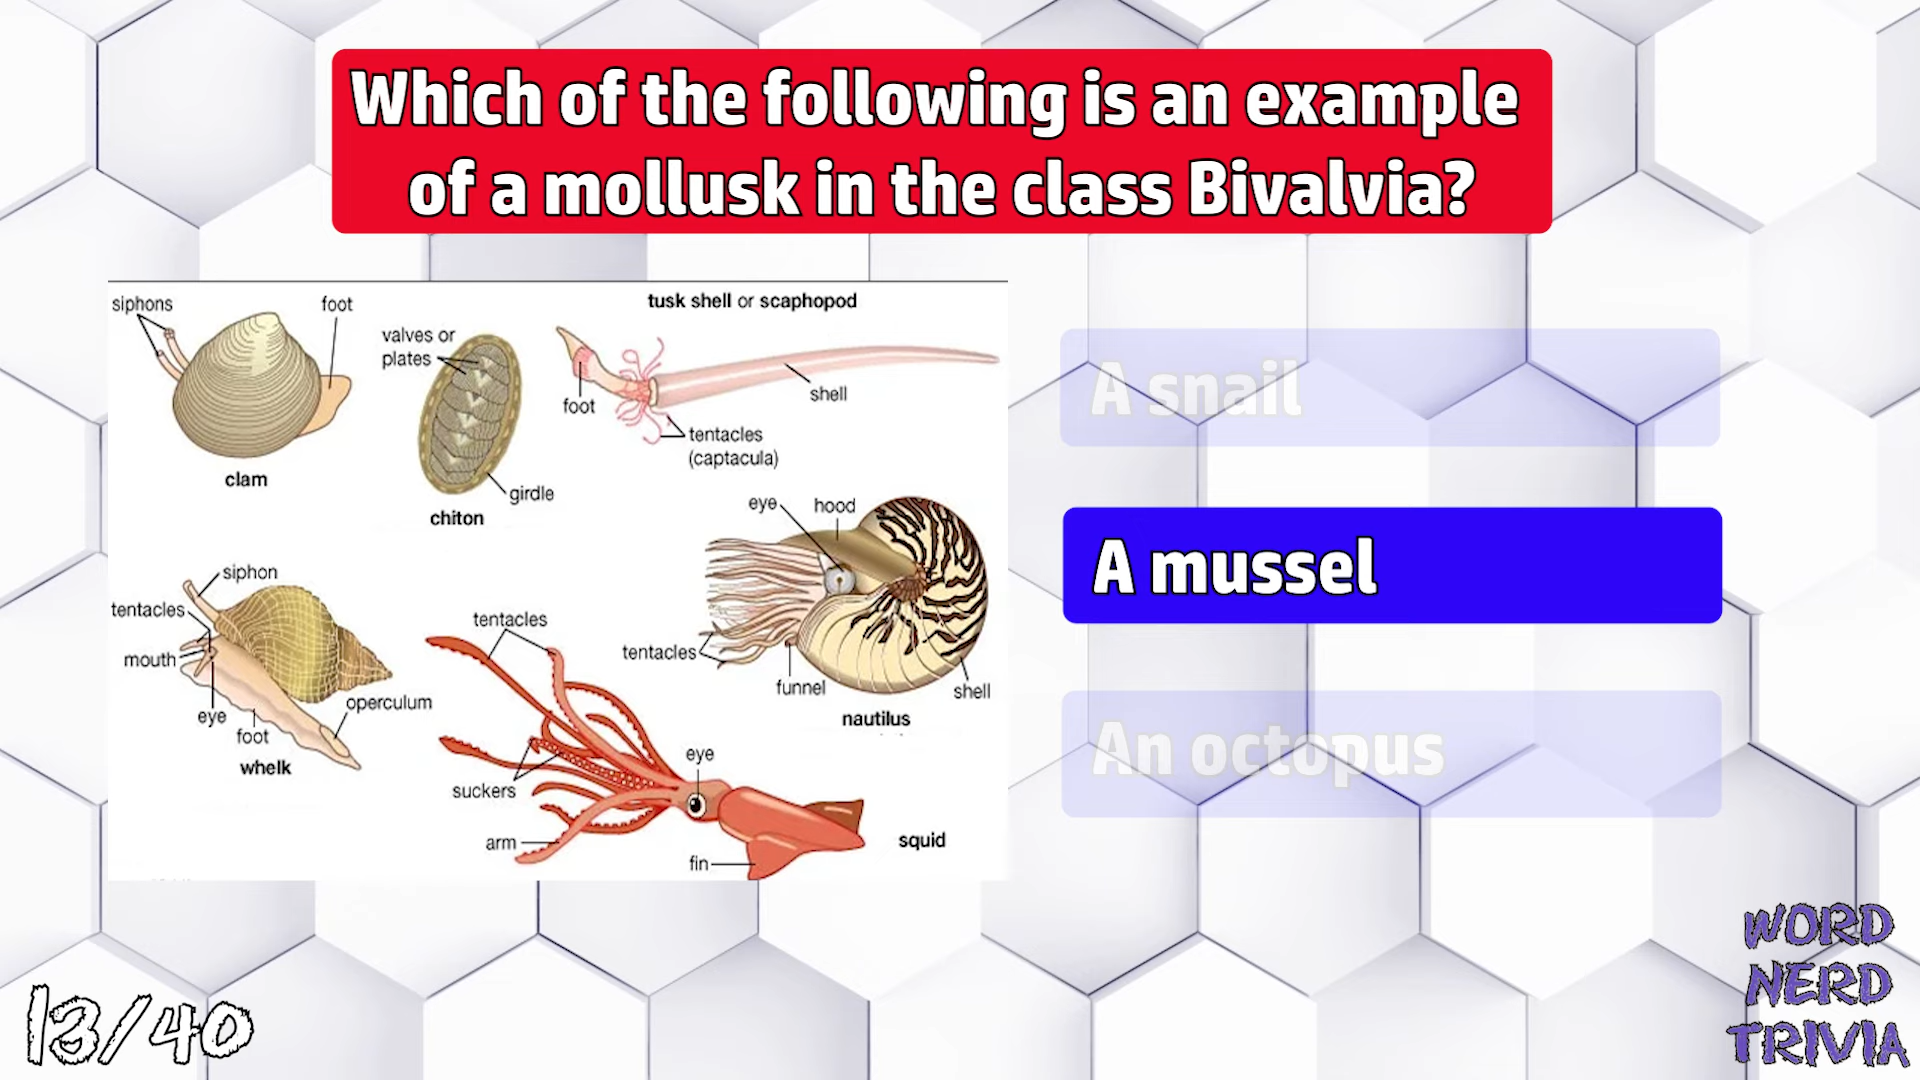 Which of the following is an example
of a mollusk in the class Bivalvia?
siphons
foot
clam
valves or
plates
girdle
chiton
tusk shell or scaphopod
foot
shell
tentacles
(captacula)
siphon
tentacles
mouth
eye
foot
operculum
whelk
tentacles
suckers
arm
eye
fin
squid
eye
hood
tentacles
funnel
shell
nautilus
A snail
A mussel
An octopus
13/40
WORD
NERD
TRIVIA